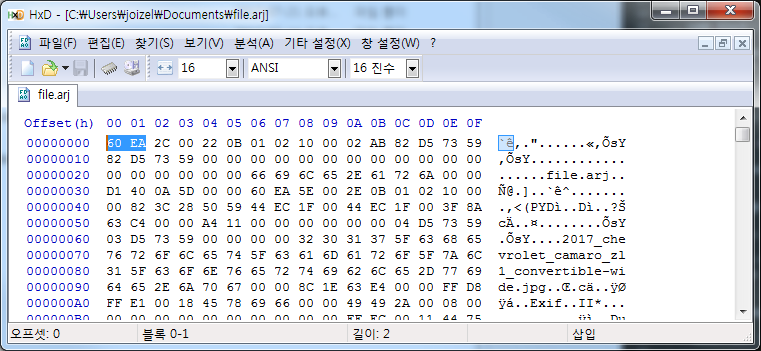 HxD - [C:\Users\joizel\Documents\file.arj]
파일(F) 편집(E) 찾기(S) 보기(V) 분석(A) 기타 설정(X) 창 설정(W) ?
16 ANSI 16 진수
file.arj
Offset(h) 00 01 02 03 04 05 06 07 08 09 0A 0B 0C 0D 0E 0F
00000000 60 EA 2C 00 22 0B 01 02 10 00 02 AB 82 D5 73 59 `ê,."......«‚ÕsY
00000010 82 D5 73 59 00 00 00 00 00 00 00 00 00 00 00 00 ‚ÕsY............
00000020 00 00 00 00 00 00 66 69 6C 65 2E 61 72 6A 00 00 ......file.arj..
00000030 D1 40 0A 5D 00 00 60 EA 5E 00 2E 0B 01 02 10 00 Ñ@.]..`ê^.......
00000040 00 82 3C 28 50 59 44 EC 1F 00 44 EC 1F 00 3F 8A .‚<(PYDì..Dì..?Š
00000050 63 C4 00 00 A4 11 00 00 00 00 00 00 04 D5 73 59 cÄ..¤........ÕsY
00000060 03 D5 73 59 00 00 00 00 32 30 31 37 5F 63 68 65 .ÕsY....2017_che
00000070 76 72 6F 6C 65 74 5F 63 61 6D 61 72 6F 5F 7A 6C vrolet_camaro_zl
00000080 31 5F 63 6F 6E 76 65 72 74 69 62 6C 65 2D 77 69 1_convertible-wi
00000090 64 65 2E 6A 70 67 00 00 8C 1E 63 E4 00 00 FF D8 de.jpg..Œ.cä..ÿØ
000000A0 FF E1 00 18 45 78 69 66 00 00 49 49 2A 00 08 00 ÿá..Exif..II*...
오프셋: 0 블록 0-1 길이: 2 삽입